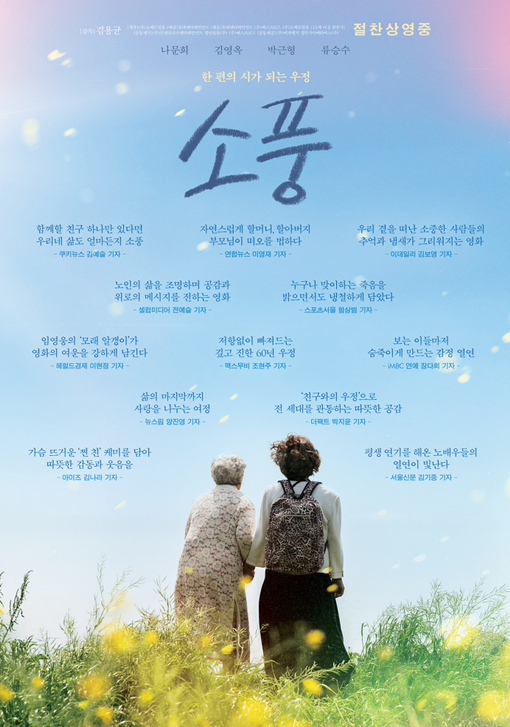 [감독] 김용균
절찬상영중
나문희 김영옥 박근형 류승수
한 편의 시가 되는 우정
소풍
함께할 친구 하나만 있다면
우리네 삶도 얼마든지 소풍
- 쿠키뉴스 김예슬 기자 -
자연스럽게 할머니, 할아버지
부모님이 떠오를 법하다
- 연합뉴스 이영재 기자 -
우리 곁을 떠난 소중한 사람들의
추억과 냄새가 그리워지는 영화
- 이데일리 김보영 기자 -
노인의 삶을 조명하며 공감과
위로의 메시지를 전하는 영화
- 셀럽미디어 전예슬 기자 -
누구나 맞이하는 죽음을
밝으면서도 냉철하게 담았다
- 스포츠서울 함상범 기자 -
임영웅의 '모래 알갱이'가
영화의 여운을 강하게 남긴다
- 헤럴드경제 이현정 기자 -
저항없이 빠져드는
깊고 진한 60년 우정
- 맥스무비 조현주 기자 -
보는 이들마저
숨죽이게 만드는 감정 열연
- iMBC 연예 장다희 기자 -
삶의 마지막까지
사랑을 나누는 여정
- 뉴스핌 양진영 기자 -
'친구와의 우정'으로
전 세대를 관통하는 따뜻한 공감
- 더팩트 박지윤 기자 -
가슴 뜨거운 '찐 친' 케미를 담아
따뜻한 감동과 웃음을
- 아이즈 김나라 기자 -
평생 연기를 해온 노배우들의
열연이 빛난다
- 서울신문 김기중 기자 -